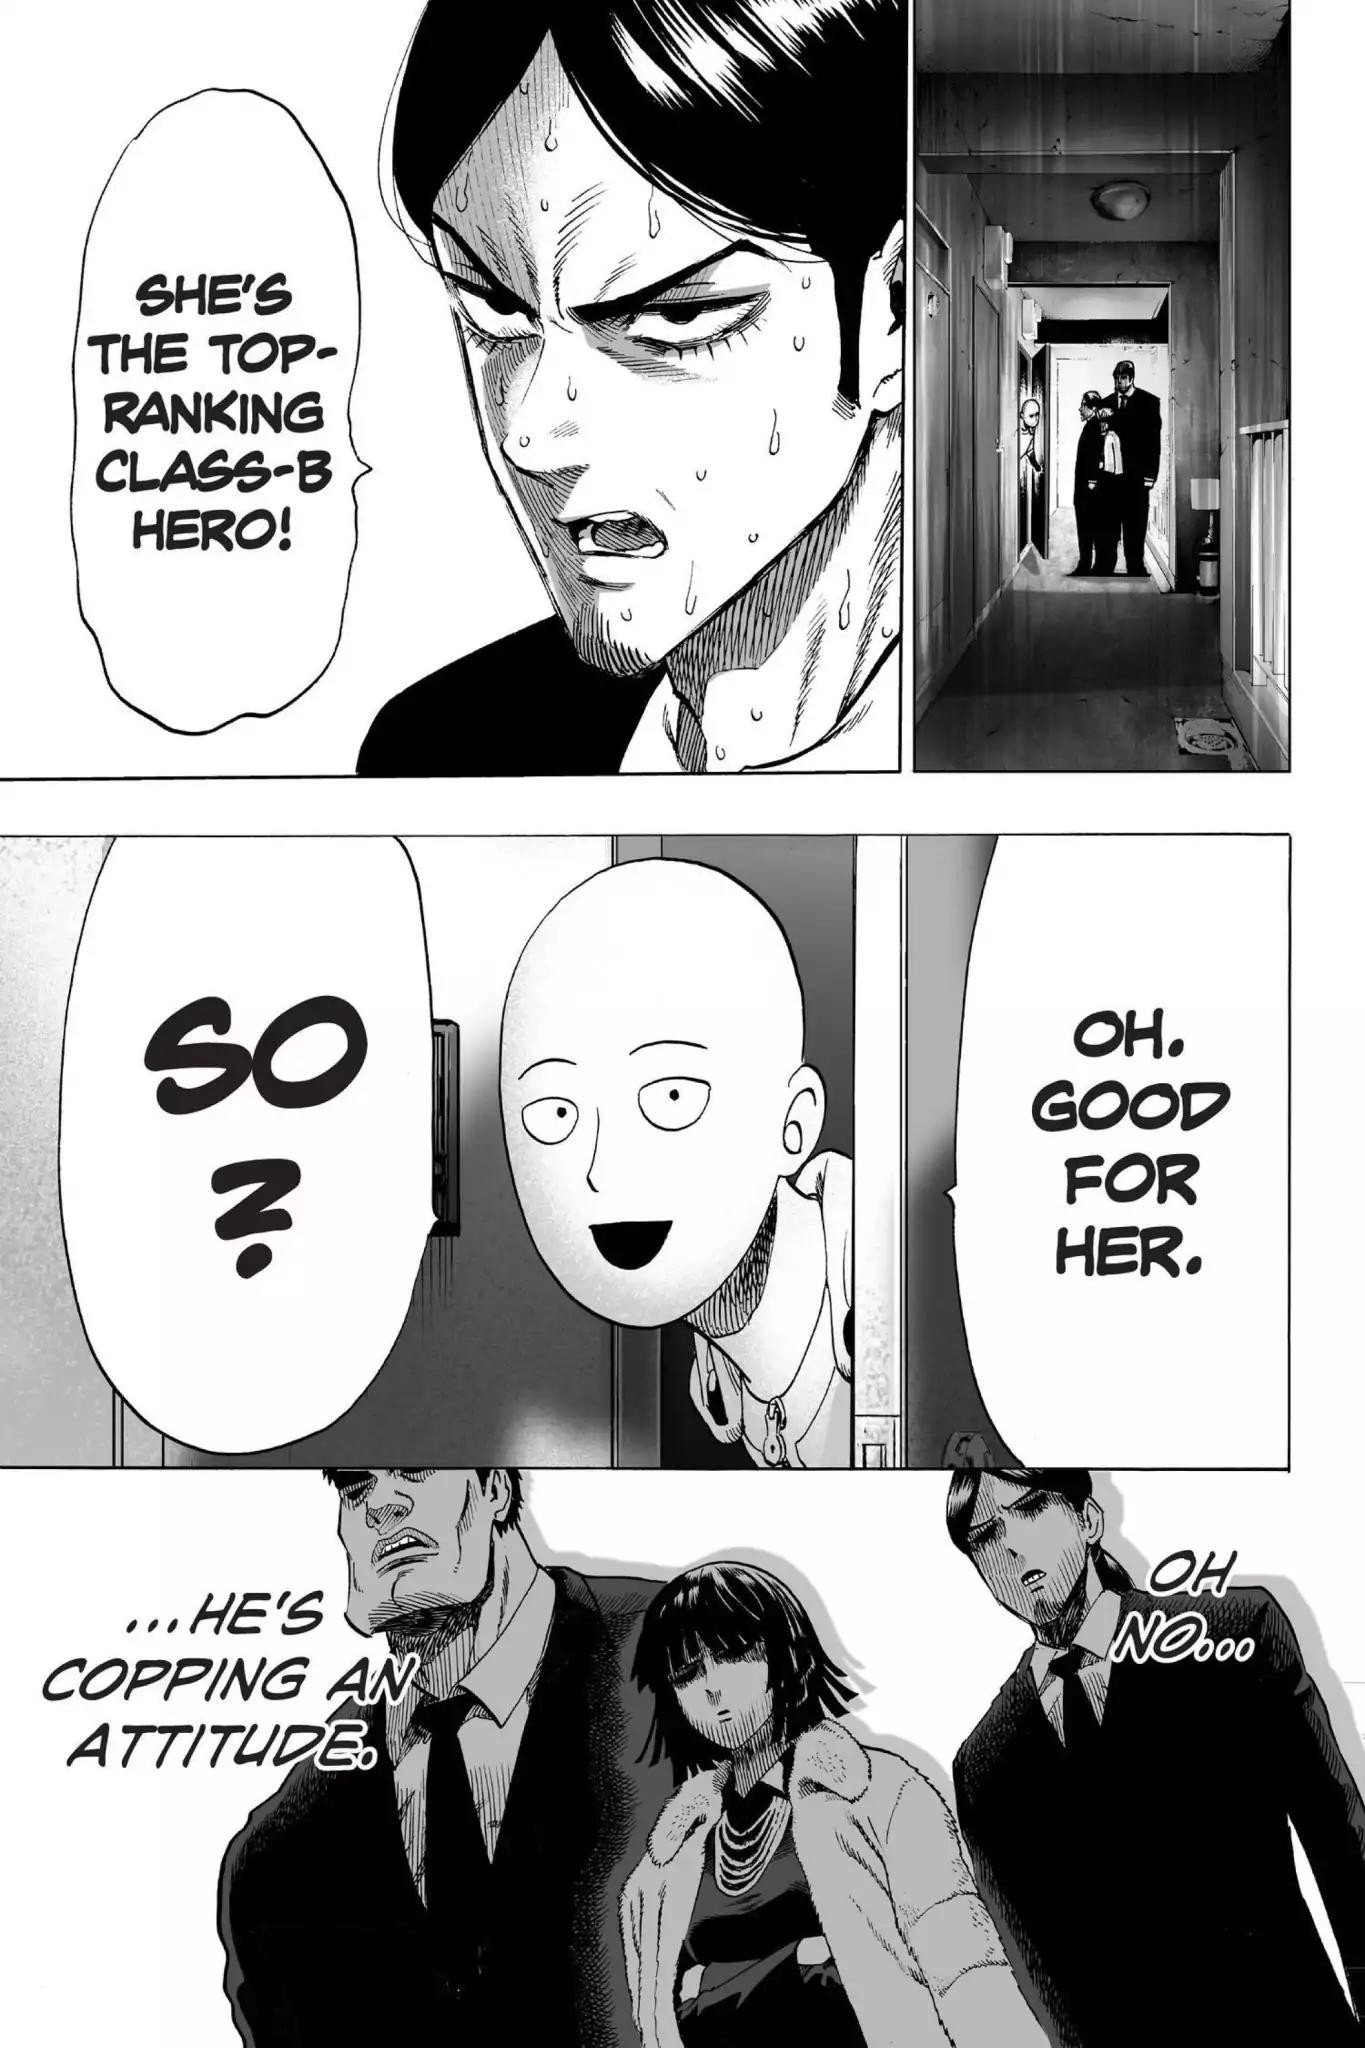 SHE'S
THE TOP-
RANKING
CLASS-B
HERO!
OH.
GOOD
FOR
HER.
SO
?
OH
NO...
...HE'S
COPPING AN
ATTITUDE.